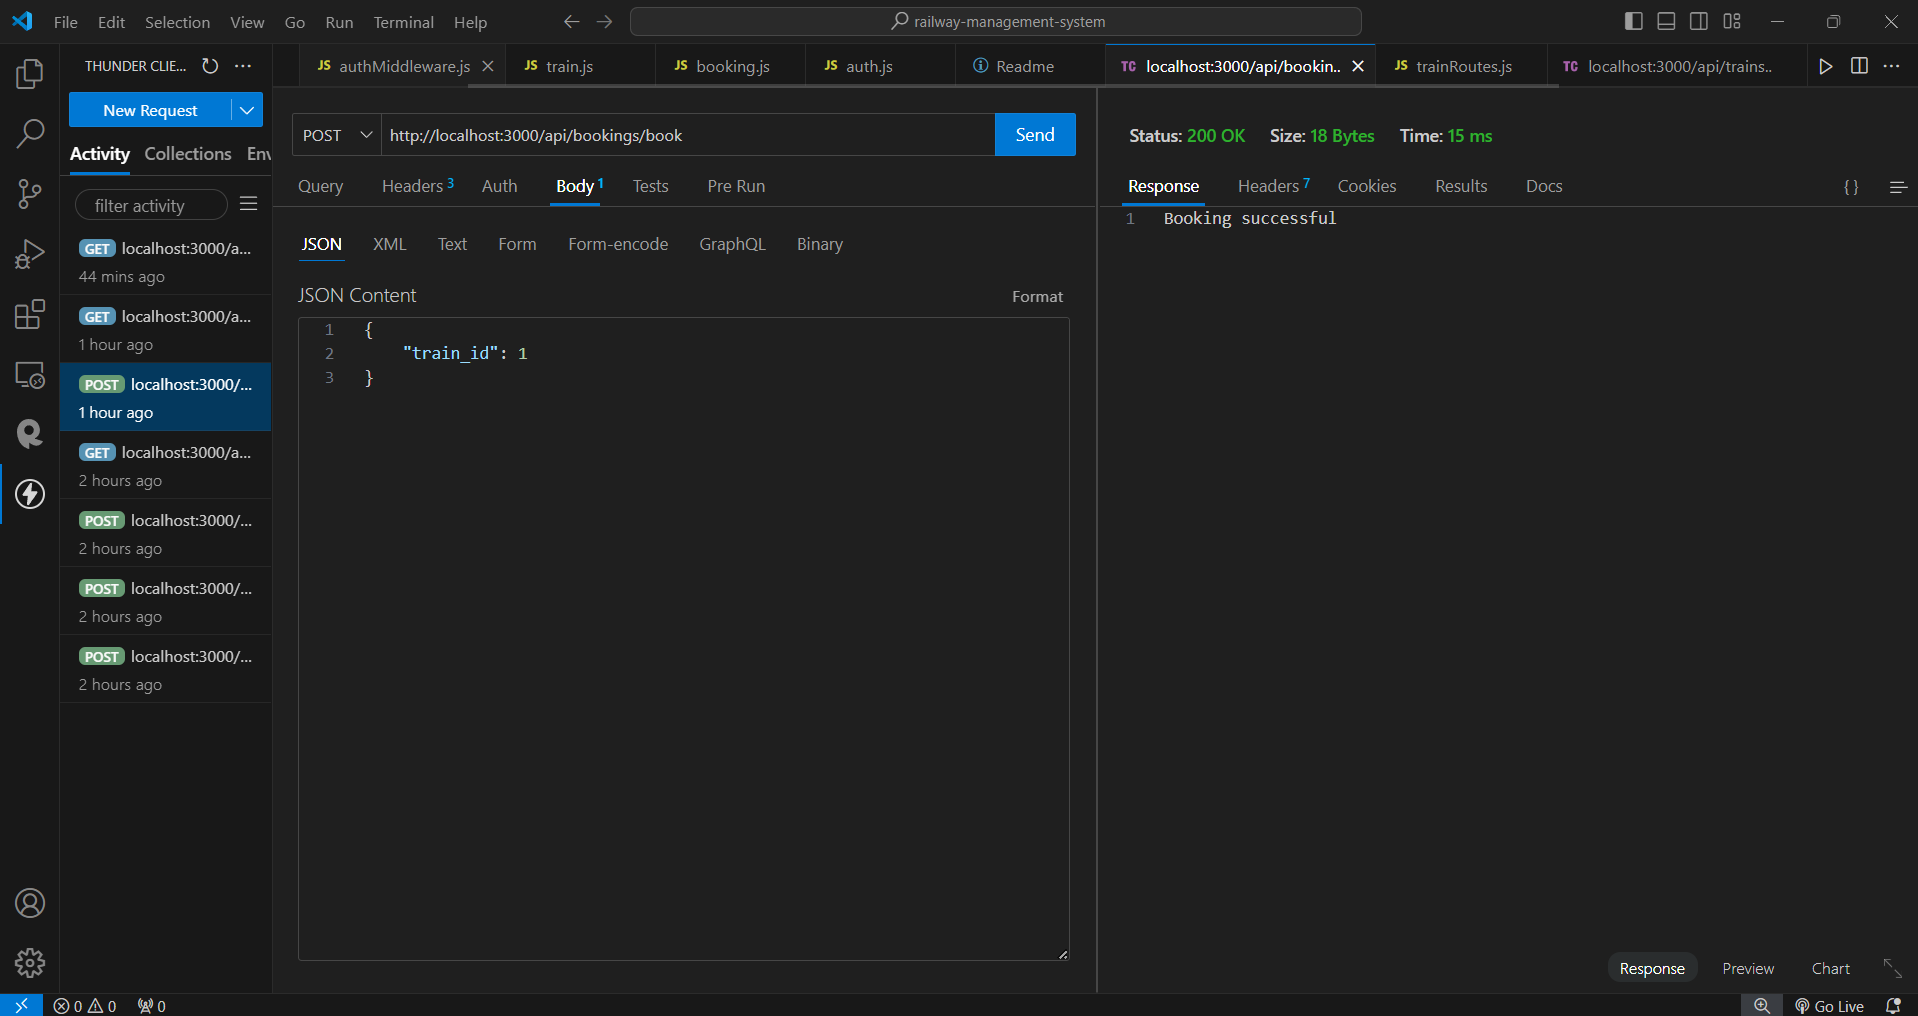 File Edit Selection View Go Run Terminal Help
railway-management-system
THUNDER CLIE...
JS authMiddleware.js
JS train.js
JS booking.js
JS auth.js
Readme
TC localhost:3000/api/bookin..
JS trainRoutes.js
TC localhost:3000/api/trains..
New Request
Activity Collections Env
filter activity
GET localhost:3000/a...
44 mins ago
GET localhost:3000/a...
1 hour ago
POST localhost:3000/...
1 hour ago
GET localhost:3000/a...
2 hours ago
POST localhost:3000/...
2 hours ago
POST localhost:3000/...
2 hours ago
POST localhost:3000/...
2 hours ago
POST http://localhost:3000/api/bookings/book Send
Query Headers 3 Auth Body 1 Tests Pre Run
JSON XML Text Form Form-encode GraphQL Binary
JSON Content Format
1 {
2 "train_id": 1
3 }
Status: 200 OK Size: 18 Bytes Time: 15 ms
Response Headers 7 Cookies Results Docs { }
1 Booking successful
Response Preview Chart
0 0 0 Go Live